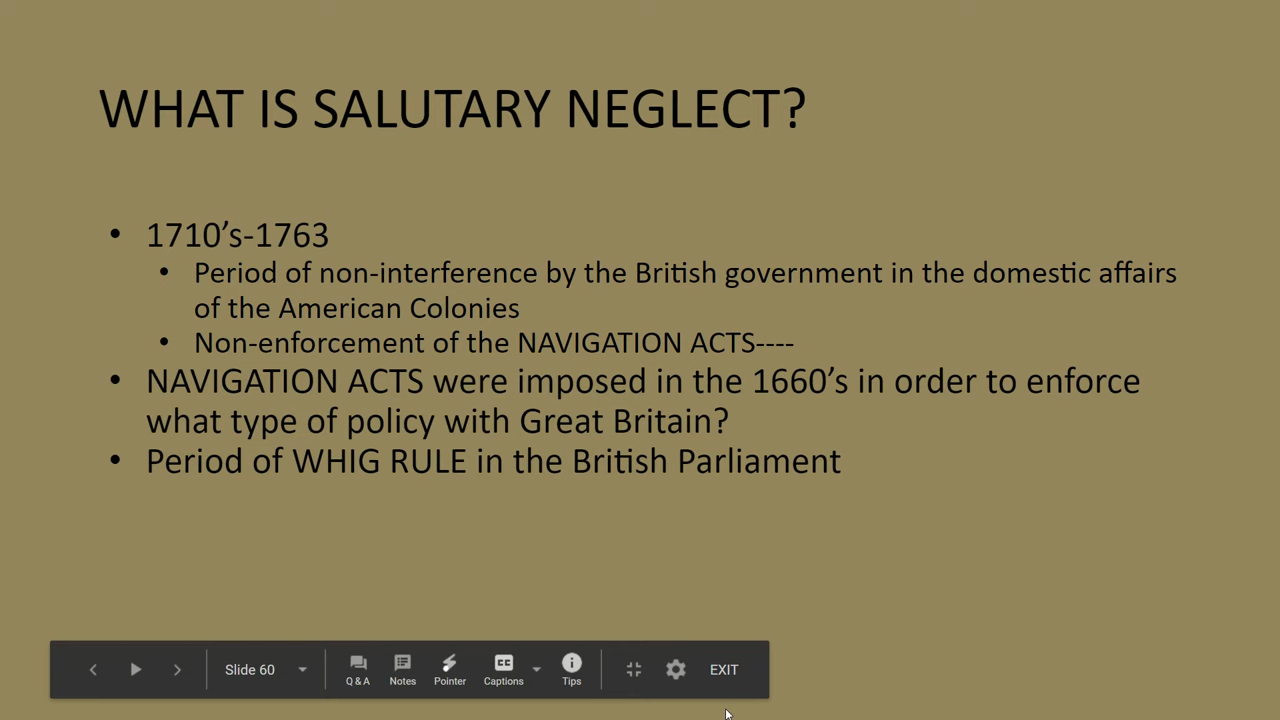 WHAT IS SALUTARY NEGLECT?
• 1710’s-1763
• Period of non-interference by the British government in the domestic affairs
of the American Colonies
• Non-enforcement of the NAVIGATION ACTS----
• NAVIGATION ACTS were imposed in the 1660’s in order to enforce
what type of policy with Great Britain?
• Period of WHIG RULE in the British Parliament
Slide 60
Q & A Notes Pointer CC Captions Tips EXIT